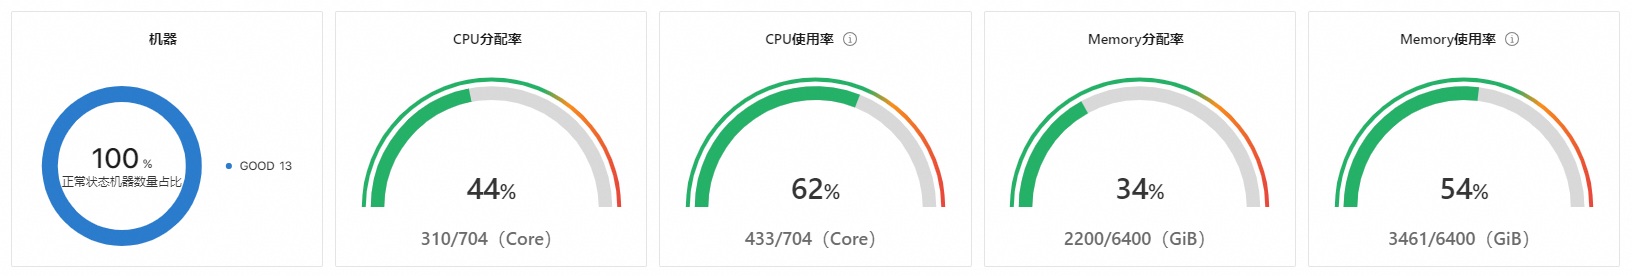 机器
100 %
正常状态机器数量占比
GOOD 13
CPU分配率
44%
310/704（Core）
CPU使用率
62%
433/704（Core）
Memory分配率
34%
2200/6400（GiB）
Memory使用率
54%
3461/6400（GiB）